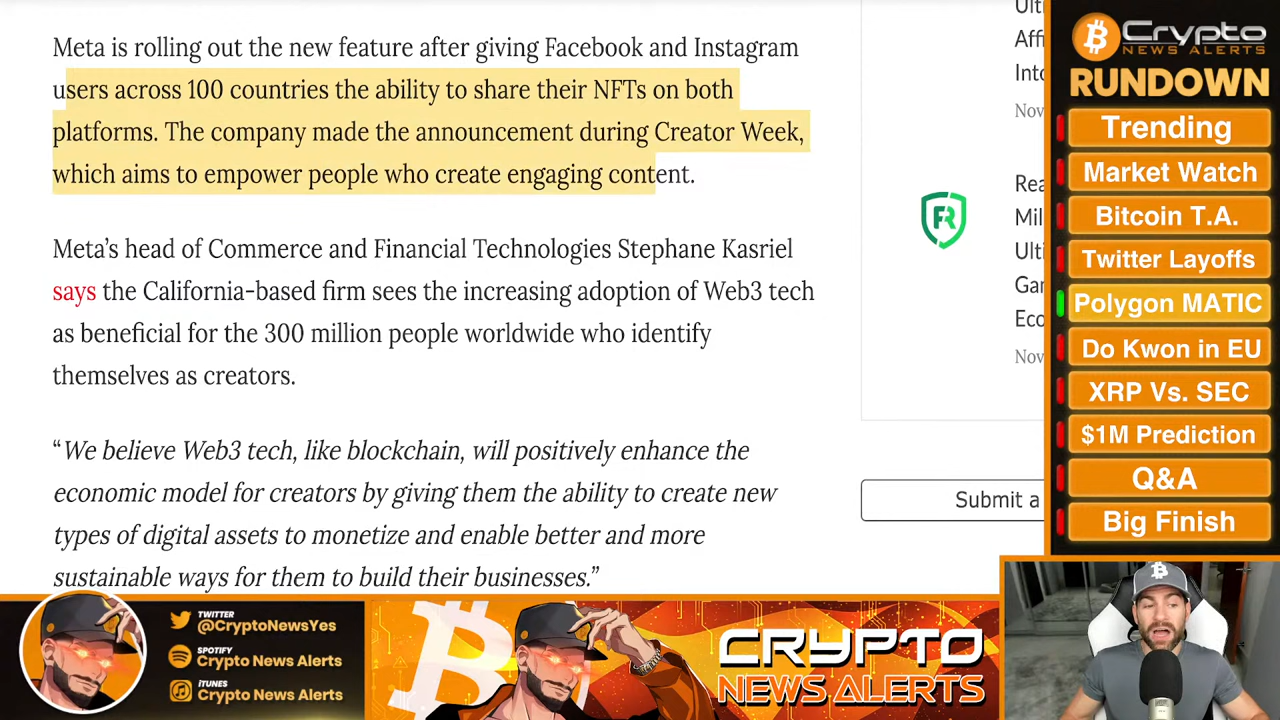 Meta is rolling out the new feature after giving Facebook and Instagram
users across 100 countries the ability to share their NFTs on both
platforms. The company made the announcement during Creator Week,
which aims to empower people who create engaging content.
Meta’s head of Commerce and Financial Technologies Stephane Kasriel
says the California-based firm sees the increasing adoption of Web3 tech
as beneficial for the 300 million people worldwide who identify
themselves as creators.
“We believe Web3 tech, like blockchain, will positively enhance the
economic model for creators by giving them the ability to create new
types of digital assets to monetize and enable better and more
sustainable ways for them to build their businesses.”
Nov
FR
Nov
Submit a
Crypto
NEWS ALERTS
RUNDOWN
Trending
Market Watch
Bitcoin T.A.
Twitter Layoffs
Polygon MATIC
Do Kwon in EU
XRP Vs. SEC
$1M Prediction
Q&A
Big Finish
TWITTER
@CryptoNewsYes
SPOTIFY
Crypto News Alerts
iTUNES
Crypto News Alerts
CRYPTO
NEWS ALERTS